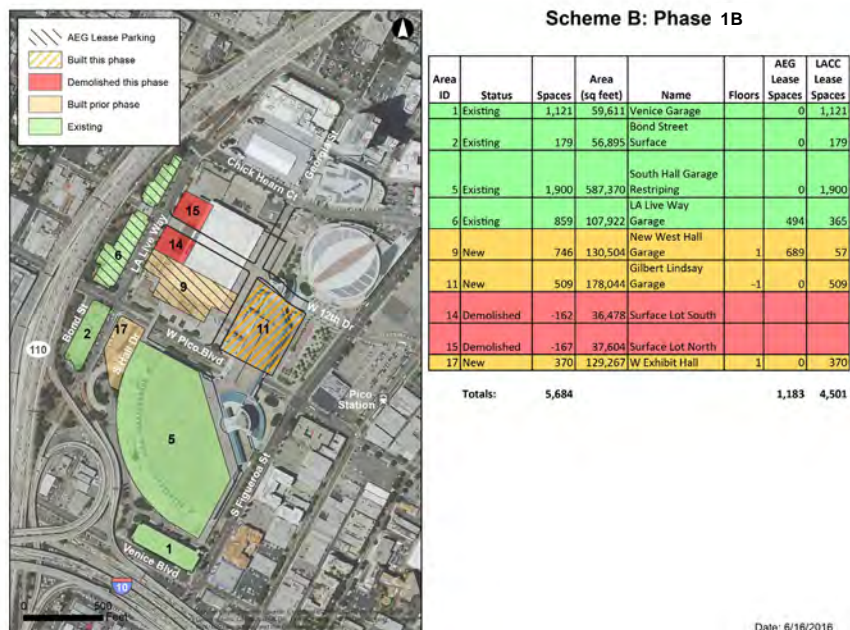 Scheme B: Phase 1B
AEG Lease Parking
Built this phase
Demolished this phase
Built prior phase
Existing
Georgia St
Chick Hearn Ct
LA Live Way
15
14
6
9
11
W 12th Dr
Bond St
2
17
S Hall Dr
W Pico Blvd
110
Pico
Station
5
S Figueroa St
1
Venice Blvd
10
0 500
Feet
Area ID Status Spaces Area (sq feet) Name Floors AEG Lease Spaces LACC Lease Spaces
1 Existing 1,121 59,611 Venice Garage 0 1,121
2 Existing 179 56,895 Bond Street Surface 0 179
5 Existing 1,900 587,370 South Hall Garage Restriping 0 1,900
6 Existing 859 107,922 LA Live Way Garage 494 365
9 New 746 130,504 New West Hall Garage 1 689 57
11 New 509 178,044 Gilbert Lindsay Garage -1 0 509
14 Demolished -162 36,478 Surface Lot South
15 Demolished -167 37,604 Surface Lot North
17 New 370 129,267 W Exhibit Hall 1 0 370
Totals: 5,684 1,183 4,501
Date: 6/16/2016